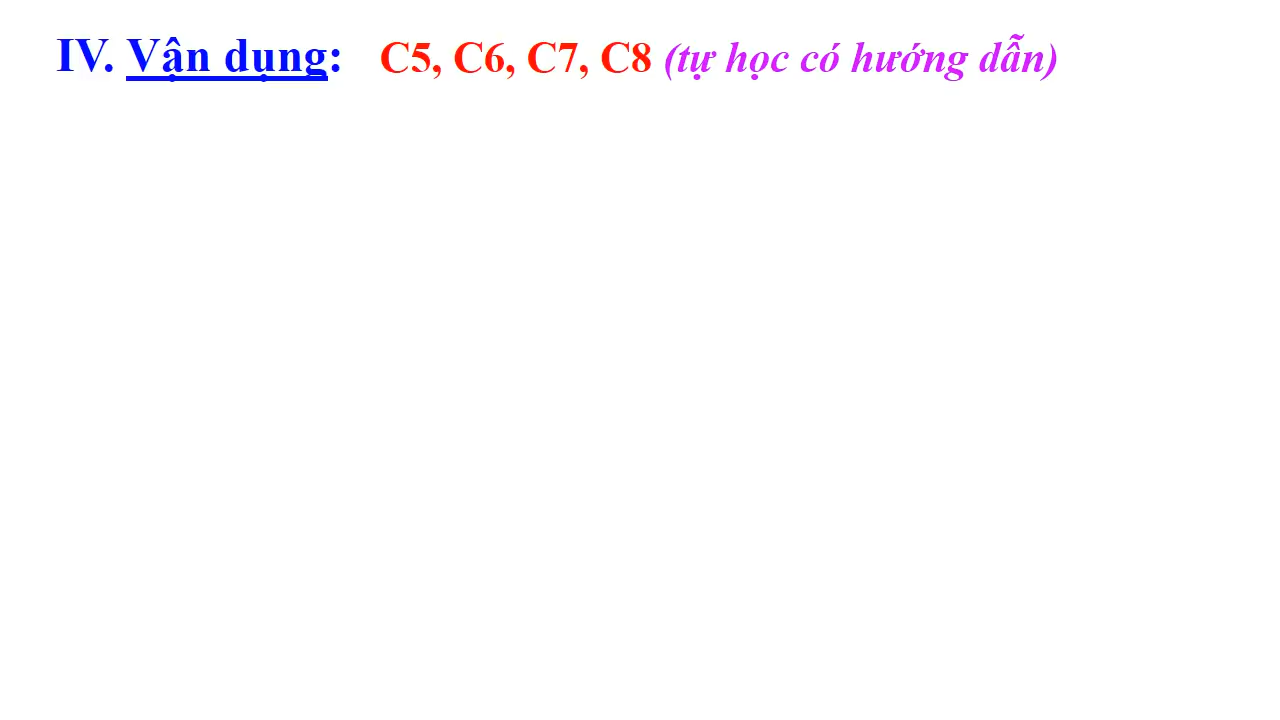 IV. Vận dụng: C5, C6, C7, C8 (tự học có hướng dẫn)